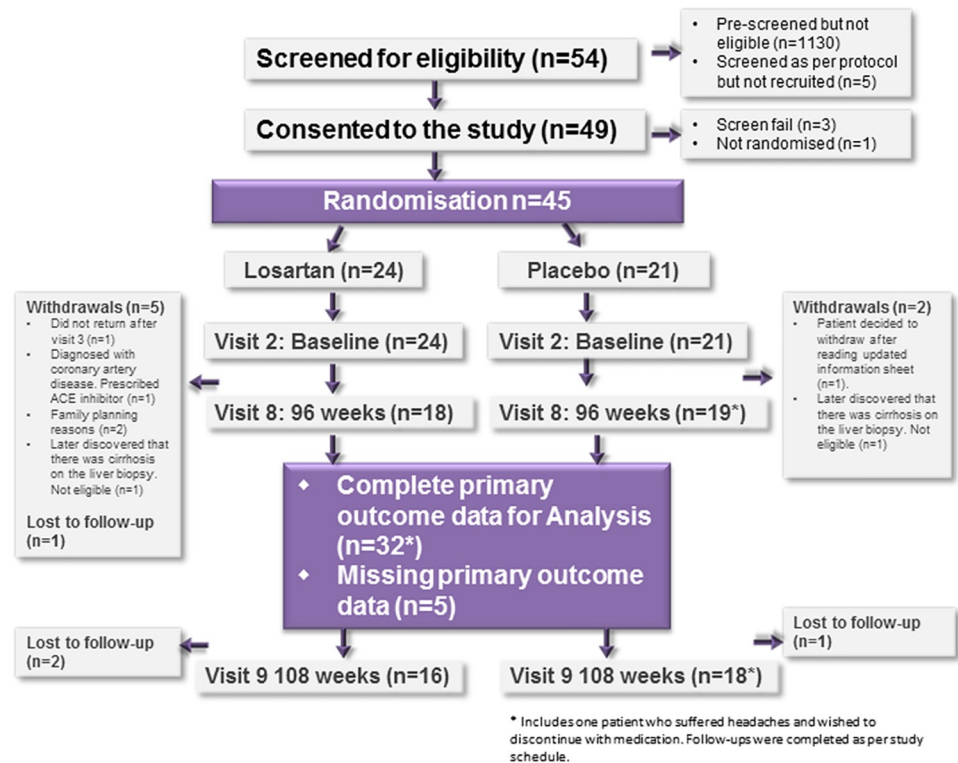 Screened for eligibility (n=54)
• Pre-screened but not
eligible (n=1130)
• Screened as per protocol
but not recruited (n=5)
Consented to the study (n=49)
• Screen fail (n=3)
• Not randomised (n=1)
Randomisation n=45
Losartan (n=24)
Placebo (n=21)
Withdrawals (n=5)
• Did not return after
visit 3 (n=1)
• Diagnosed with
coronary artery
disease. Prescribed
ACE inhibitor (n=1)
• Family planning
reasons (n=2)
• Later discovered that
there was cirrhosis
on the liver biopsy.
Not eligible (n=1)
Lost to follow-up
(n=1)
Visit 2: Baseline (n=24)
Visit 2: Baseline (n=21)
Withdrawals (n=2)
• Patient decided to
withdraw after
reading updated
information sheet
(n=1).
• Later discovered that
there was cirrhosis on
the liver biopsy. Not
eligible (n=1)
Visit 8: 96 weeks (n=18)
Visit 8: 96 weeks (n=19*)
◆ Complete primary
outcome data for Analysis
(n=32*)
◆ Missing primary outcome
data (n=5)
Lost to follow-up
(n=2)
Lost to follow-up
(n=1)
Visit 9 108 weeks (n=16)
Visit 9 108 weeks (n=18*)
* Includes one patient who suffered headaches and wished to
discontinue with medication. Follow-ups were completed as per study
schedule.